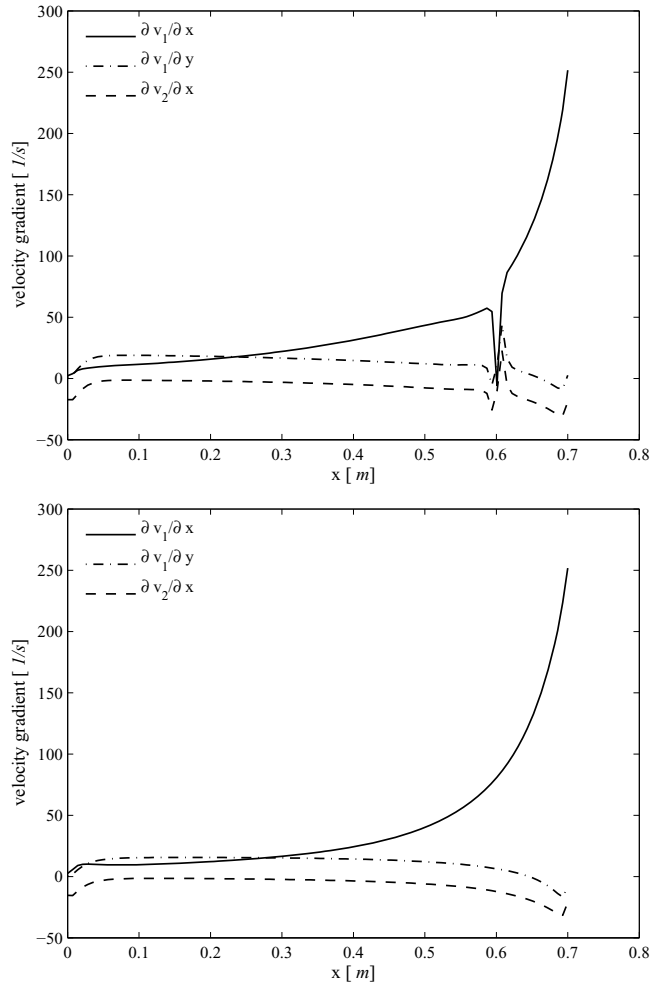 300
250
200
150
100
50
0
−50
velocity gradient [ 1/s]
∂ v1/∂ x
∂ v1/∂ y
∂ v2/∂ x
0 0.1 0.2 0.3 0.4 0.5 0.6 0.7 0.8
x [ m]
300
250
200
150
100
50
0
−50
velocity gradient [ 1/s]
∂ v1/∂ x
∂ v1/∂ y
∂ v2/∂ x
0 0.1 0.2 0.3 0.4 0.5 0.6 0.7 0.8
x [ m]